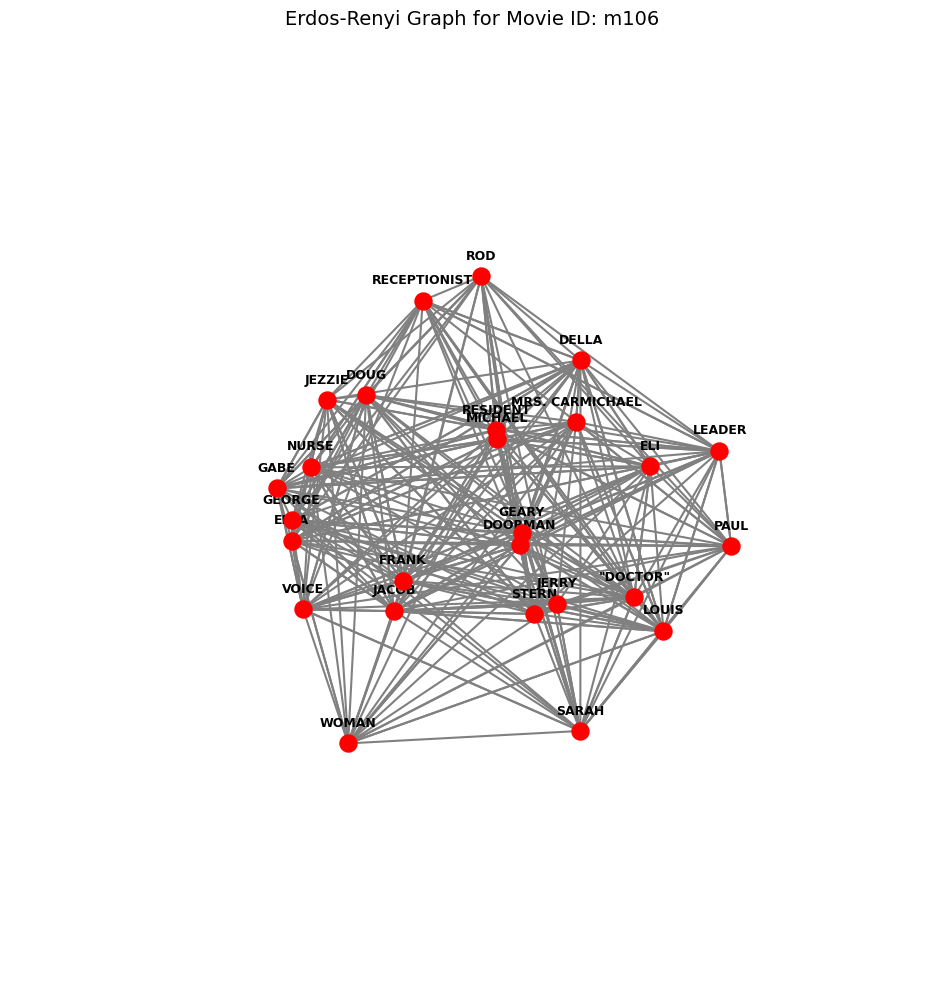 Erdos-Renyi Graph for Movie ID: m106
ROD
RECEPTIONIST
DELLA
DOUG
JEZZIE
MRS. CARMICHAEL
RESIDENT
MICHAEL
LEADER
NURSE
ELI
GABE
GEORGE
GEARY
DOORMAN
PAUL
FRANK
"DOCTOR"
JERRY
VOICE
JACOB
STERN
LOUIS
SARAH
WOMAN